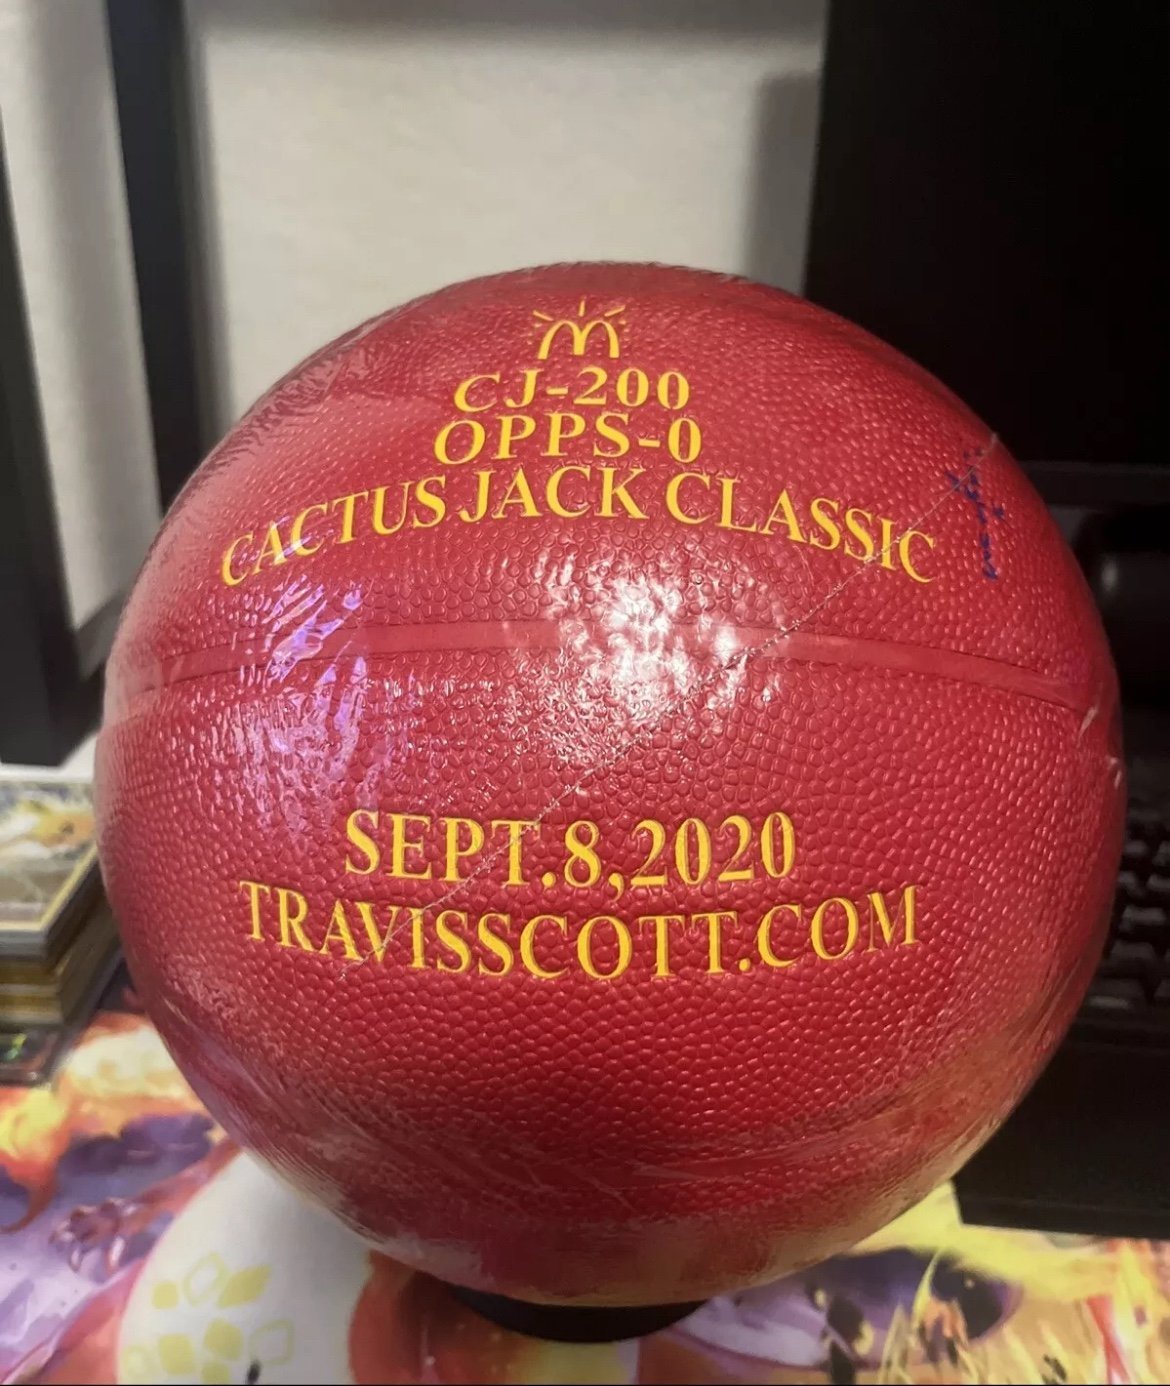 CJ-200
OPPS-0
CACTUS JACK CLASSIC
SEPT.8,2020
TRAVISSCOTT.COM